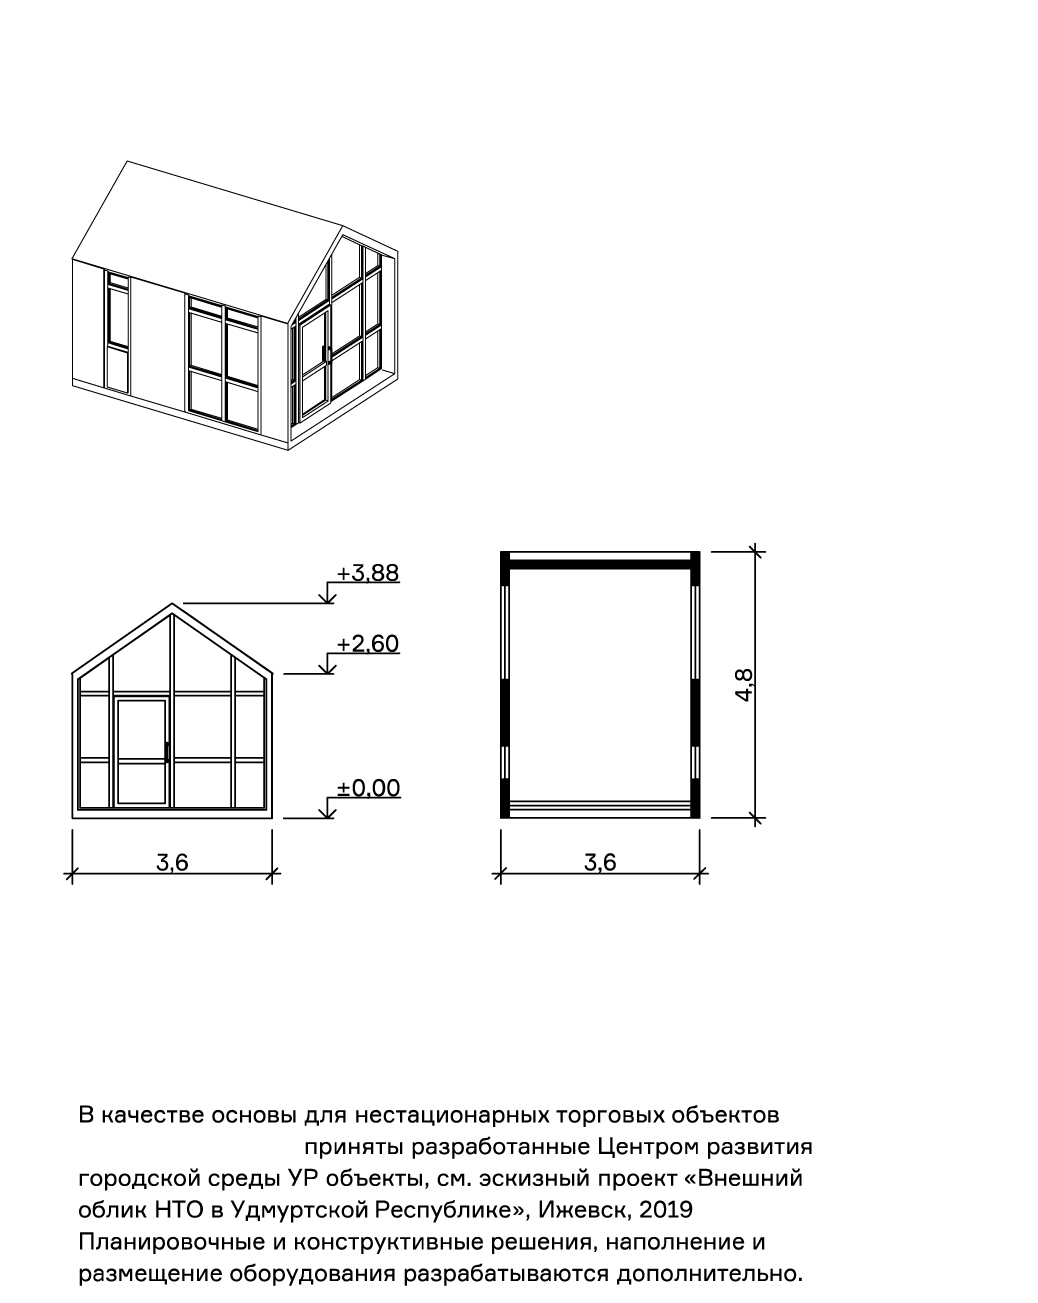 +3,88
+2,60
±0,00
3,6
4,8
3,6
В качестве основы для нестационарных торговых объектов
приняты разработанные Центром развития
городской среды УР объекты, см. эскизный проект «Внешний
облик НТО в Удмуртской Республике», Ижевск, 2019
Планировочные и конструктивные решения, наполнение и
размещение оборудования разрабатываются дополнительно.